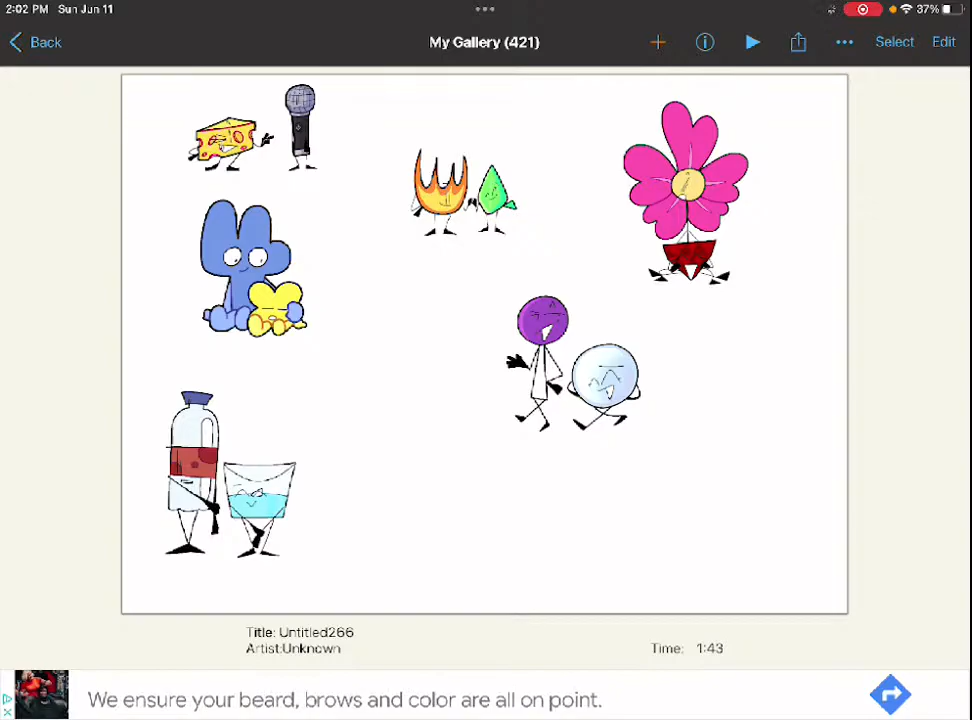 2:02 PM Sun Jun 11
37%
Back
My Gallery (421)
Select
Edit
Title: Untitled266
Artist:Unknown
Time: 1:43
We ensure your beard, brows and color are all on point.